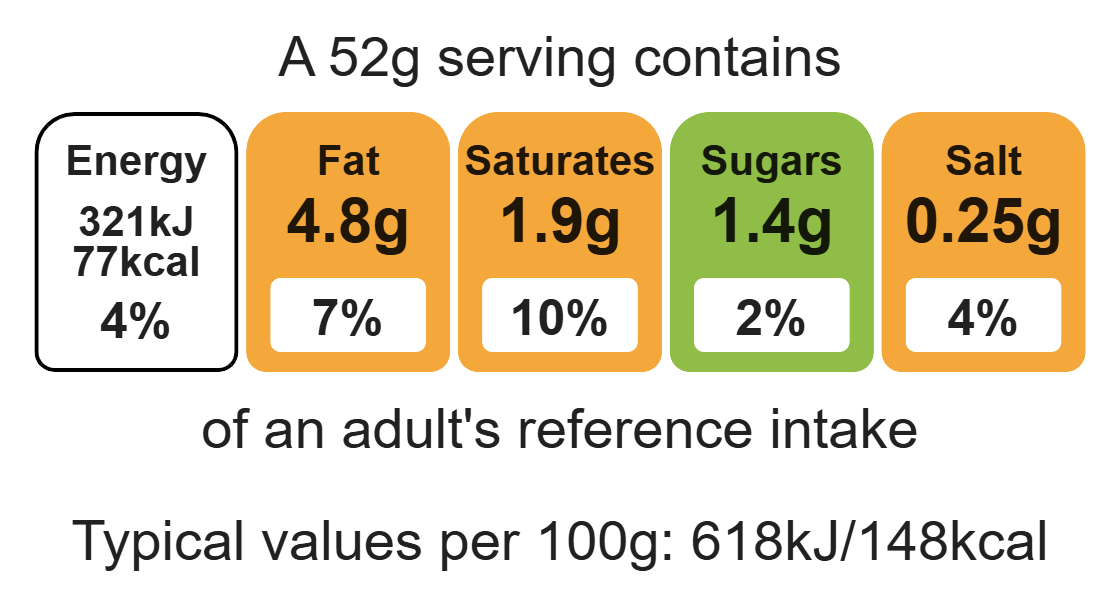 A 52g serving contains
Energy Fat Saturates Sugars Salt
321kJ 4.8g 1.9g 1.4g 0.25g
77kcal
4% 7% 10% 2% 4%
of an adult's reference intake
Typical values per 100g: 618kJ/148kcal